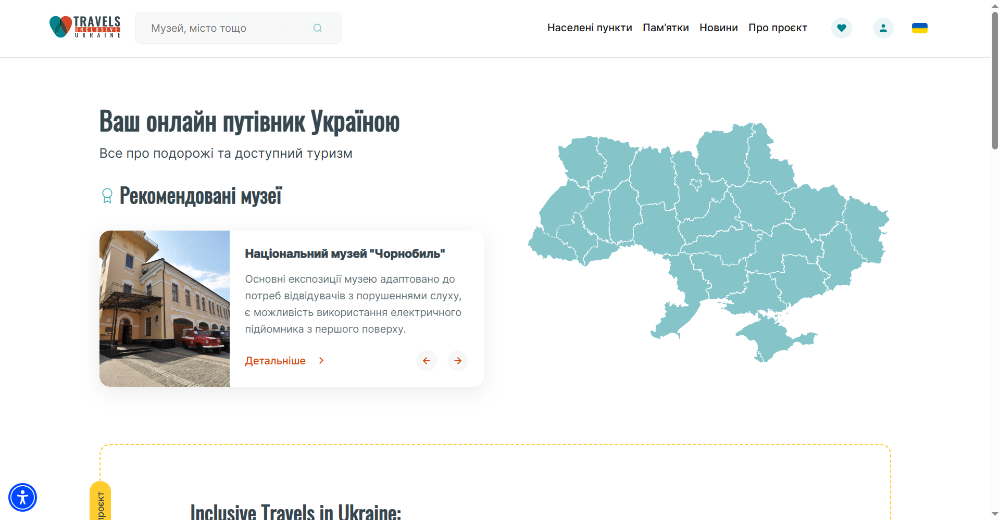 TRAVELS
INCLUSIVE
UKRAINE
Музей, місто тощо
Населені пункти
Пам’ятки
Новини
Про проєкт
Ваш онлайн путівник Україною
Все про подорожі та доступний туризм
Рекомендовані музеї
Національний музей "Чорнобиль"
Основні експозиції музею адаптовано до
потреб відвідувачів з порушеннями слуху,
є можливість використання електричного
підйомника з першого поверху.
Детальніше
проєкт
Inclusive Travels in Ukraine: